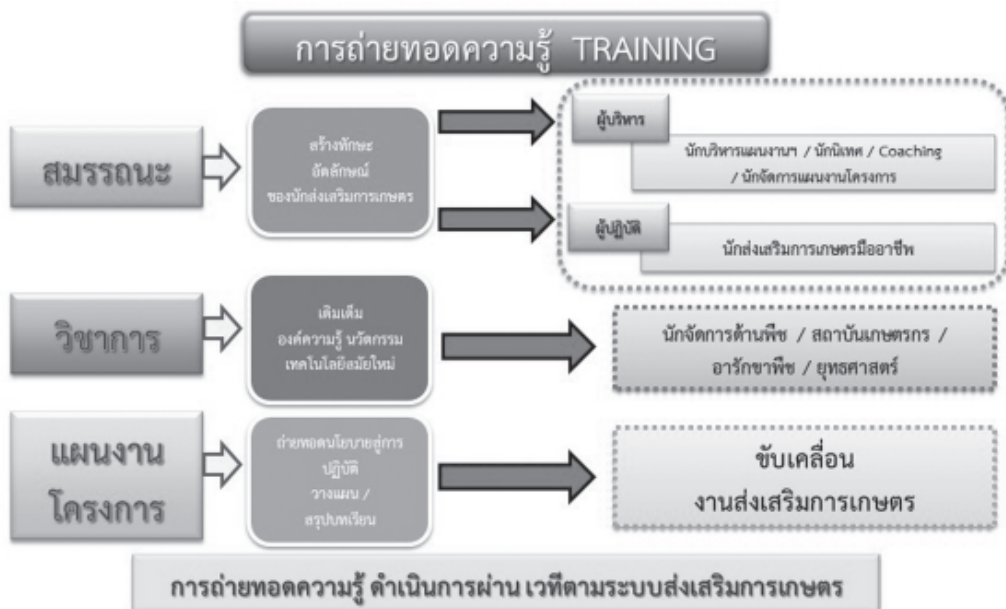 การถ่ายทอดความรู้ TRAINING
สมรรถนะ
สร้างทักษะ
อัตลักษณ์
ของนักส่งเสริมการเกษตร
ผู้บริหาร
นักบริหารแผนงานฯ / นักนิเทศ / Coaching
/ นักจัดการแผนงานโครงการ
ผู้ปฏิบัติ
นักส่งเสริมการเกษตรมืออาชีพ
วิชาการ
เติมเต็ม
องค์ความรู้ นวัตกรรม
เทคโนโลยีสมัยใหม่
นักจัดการด้านพืช / สถาบันเกษตรกร /
อารักขาพืช / ยุทธศาสตร์
แผนงาน
โครงการ
ถ่ายทอดนโยบายสู่การ
ปฏิบัติ
วางแผน /
สรุปบทเรียน
ขับเคลื่อน
งานส่งเสริมการเกษตร
การถ่ายทอดความรู้ ดำเนินการผ่าน เวทีตามระบบส่งเสริมการเกษตร